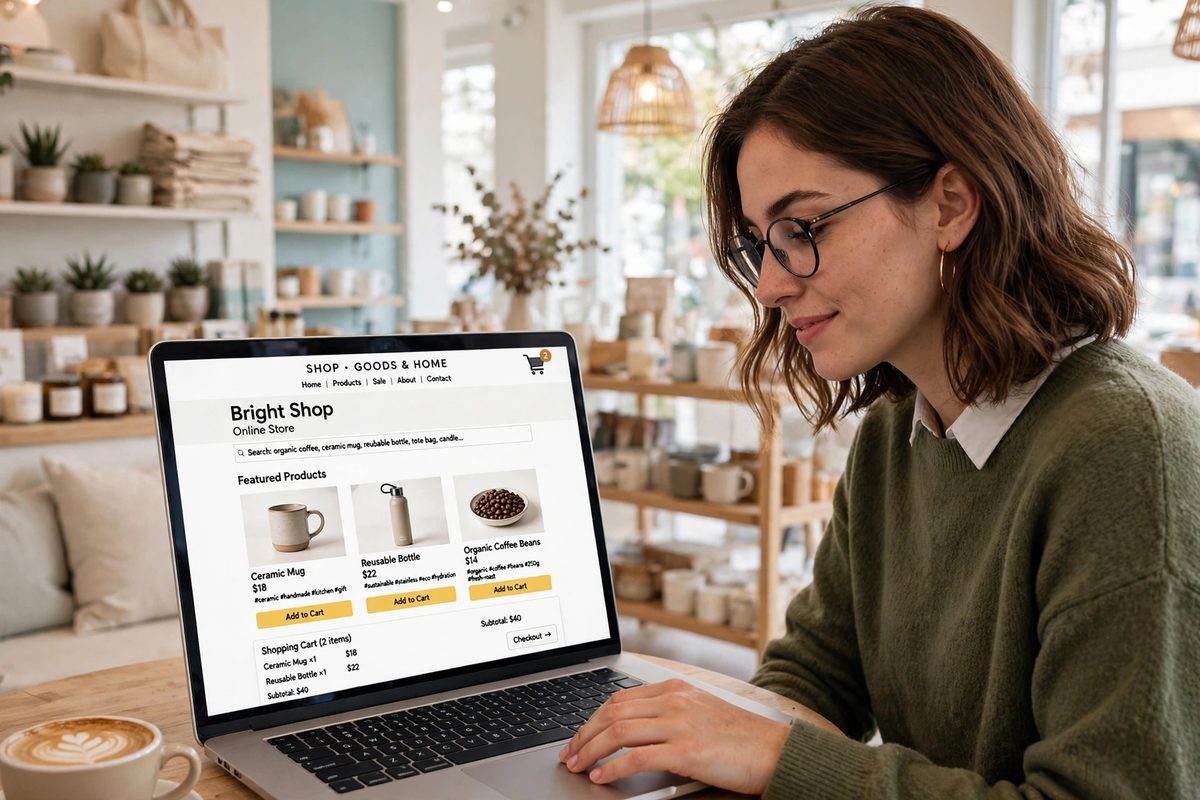 SHOP · GOODS & HOME
2
Home | Products | Sale | About | Contact
Bright Shop
Online Store
Search: organic coffee, ceramic mug, reubable bottle, tote bag, candle...
Featured Products
Ceramic Mug
$18
#ceramic #handmade #kitchen #gift
Add to Cart
Reusable Bottle
$22
#sustainable #stainless #eco #hydration
Add to Cart
Organic Coffee Beans
$14
#organic #coffee #beans #250g
#fresh-roast
Add to Cart
Shopping Cart (2 items)
Ceramic Mug ×1 $18
Reusable Bottle ×1 $22
Subtotal: $40
Subtotal: $40
Checkout →